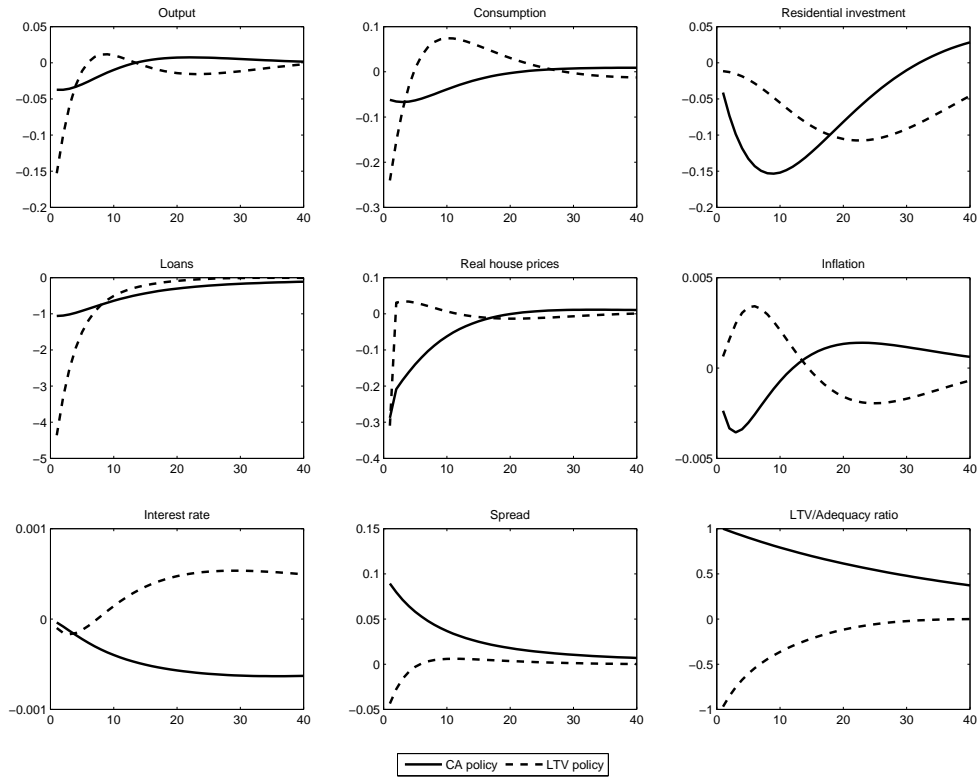 Output
0.05
0
−0.05
−0.1
−0.15
−0.2
0 10 20 30 40
Consumption
0.1
0
−0.1
−0.2
−0.3
0 10 20 30 40
Residential investment
0.05
0
−0.05
−0.1
−0.15
−0.2
0 10 20 30 40
Loans
0
−1
−2
−3
−4
−5
0 10 20 30 40
Real house prices
0.1
0
−0.1
−0.2
−0.3
−0.4
0 10 20 30 40
Inflation
0.005
0
−0.005
0 10 20 30 40
Interest rate
0.001
0
−0.001
0 10 20 30 40
Spread
0.15
0.1
0.05
0
−0.05
0 10 20 30 40
LTV/Adequacy ratio
1
0.5
0
−0.5
−1
0 10 20 30 40
CA policy LTV policy